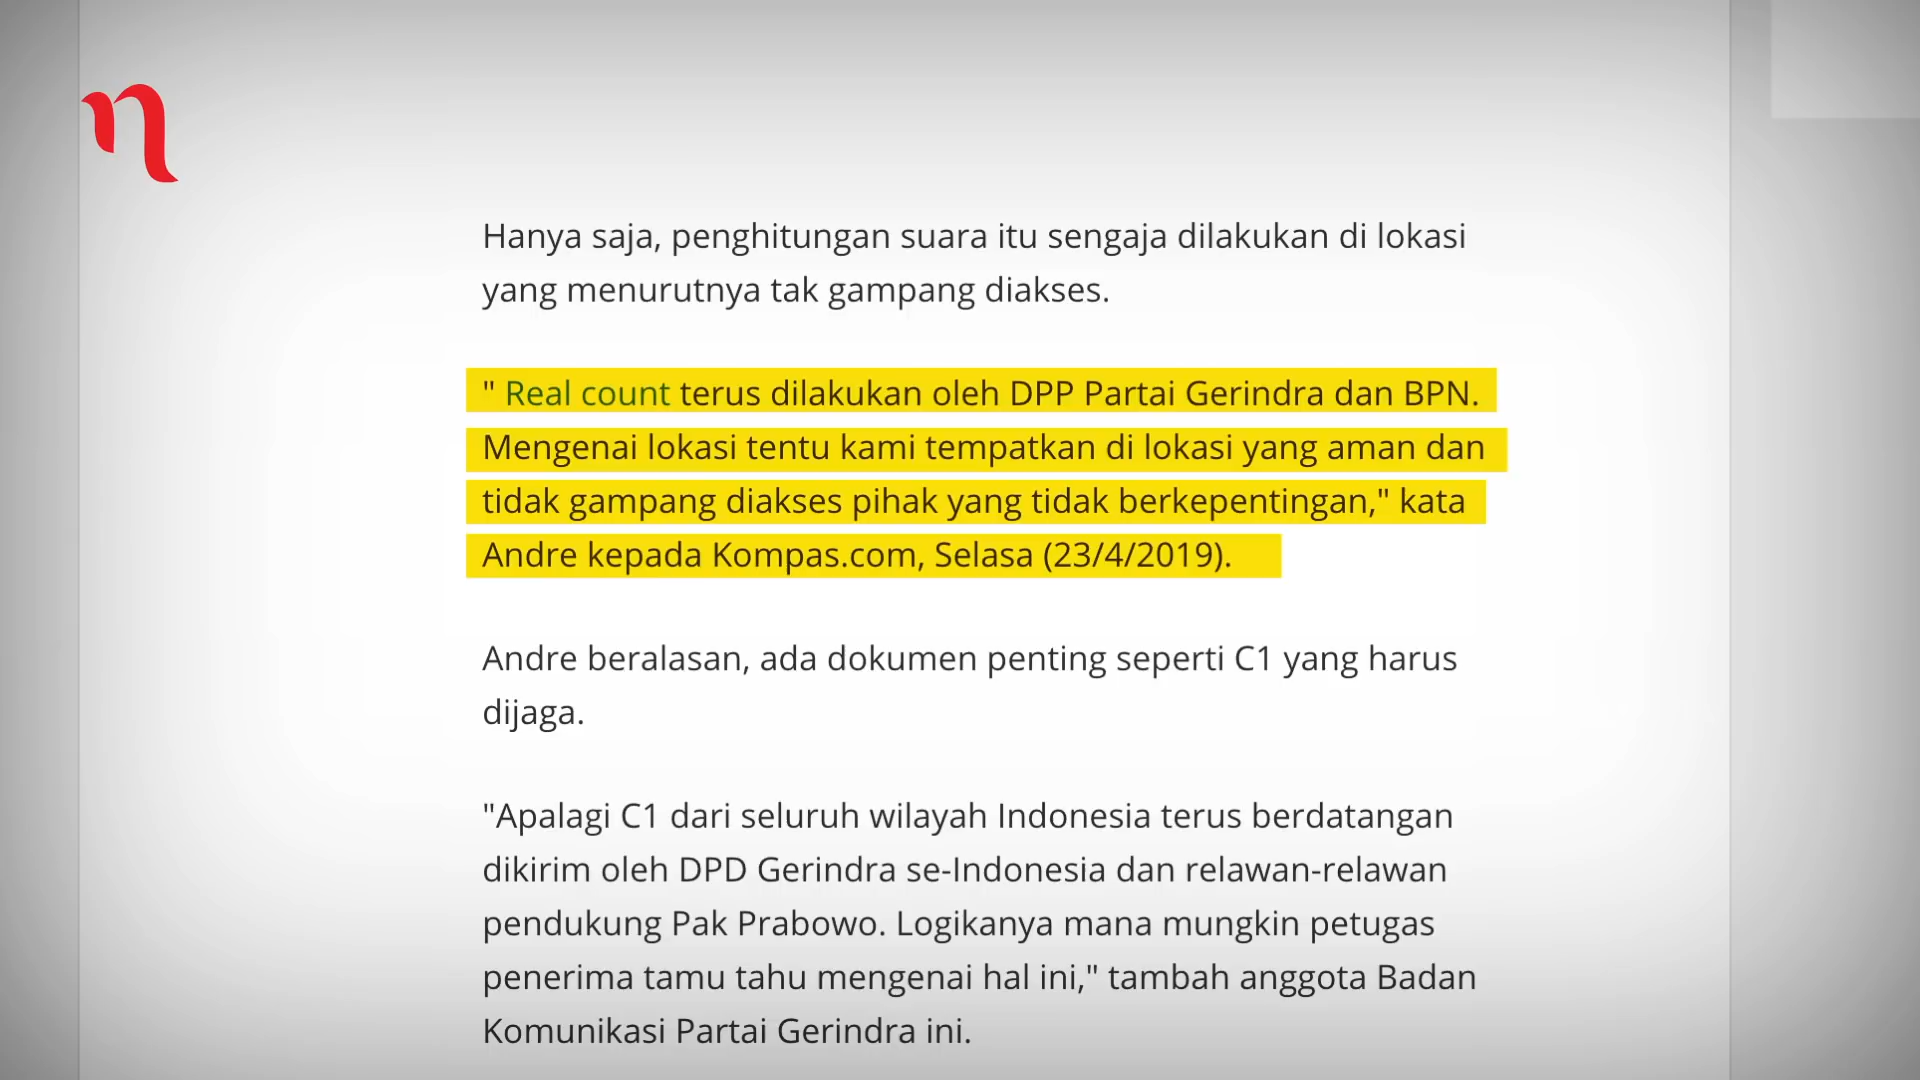 Hanya saja, penghitungan suara itu sengaja dilakukan di lokasi
yang menurutnya tak gampang diakses.
" Real count terus dilakukan oleh DPP Partai Gerindra dan BPN.
Mengenai lokasi tentu kami tempatkan di lokasi yang aman dan
tidak gampang diakses pihak yang tidak berkepentingan," kata
Andre kepada Kompas.com, Selasa (23/4/2019).
Andre beralasan, ada dokumen penting seperti C1 yang harus
dijaga.
"Apalagi C1 dari seluruh wilayah Indonesia terus berdatangan
dikirim oleh DPD Gerindra se-Indonesia dan relawan-relawan
pendukung Pak Prabowo. Logikanya mana mungkin petugas
penerima tamu tahu mengenai hal ini," tambah anggota Badan
Komunikasi Partai Gerindra ini.